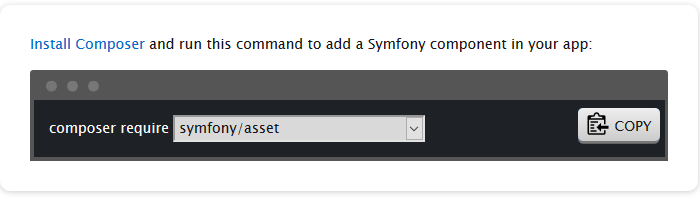 Install Composer and run this command to add a Symfony component in your app:
composer require symfony/asset COPY